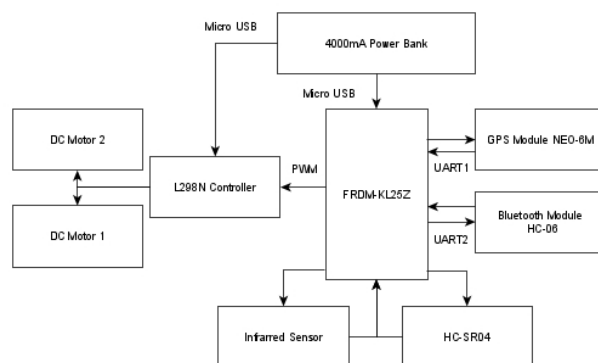 Micro USB
4000mA Power Bank
Micro USB
DC Motor 2
GPS Module NEO-6M
L298N Controller
PWM
FRDM-KL25Z
UART1
DC Motor 1
Bluetooth Module
HC-06
UART2
Infrared Sensor
HC-SR04